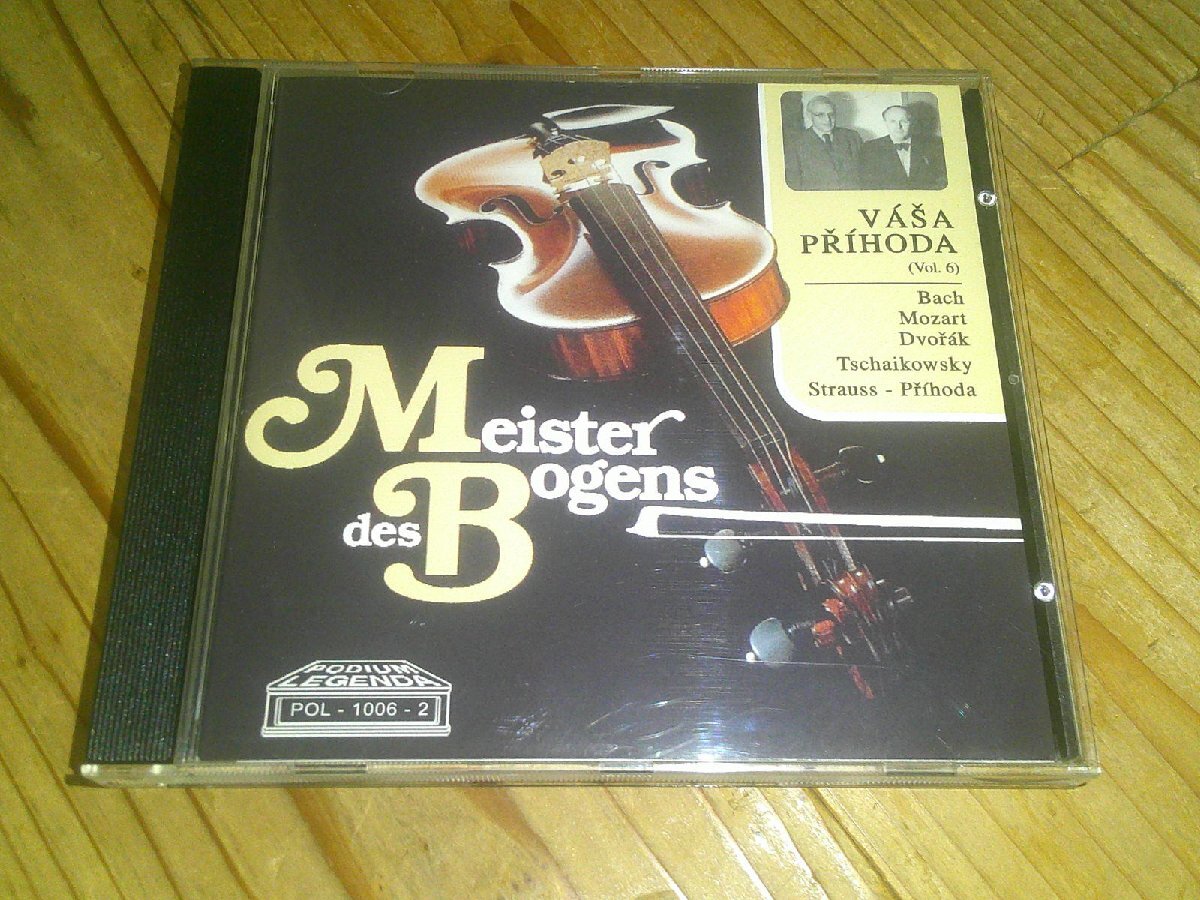 VÁŠA
PŘÍHODA
(Vol. 6)
Bach
Mozart
Dvořák
Tschaikowsky
Strauss - Příhoda
Meister
des Bogens
PODIUM
LEGENDA
POL - 1006 - 2